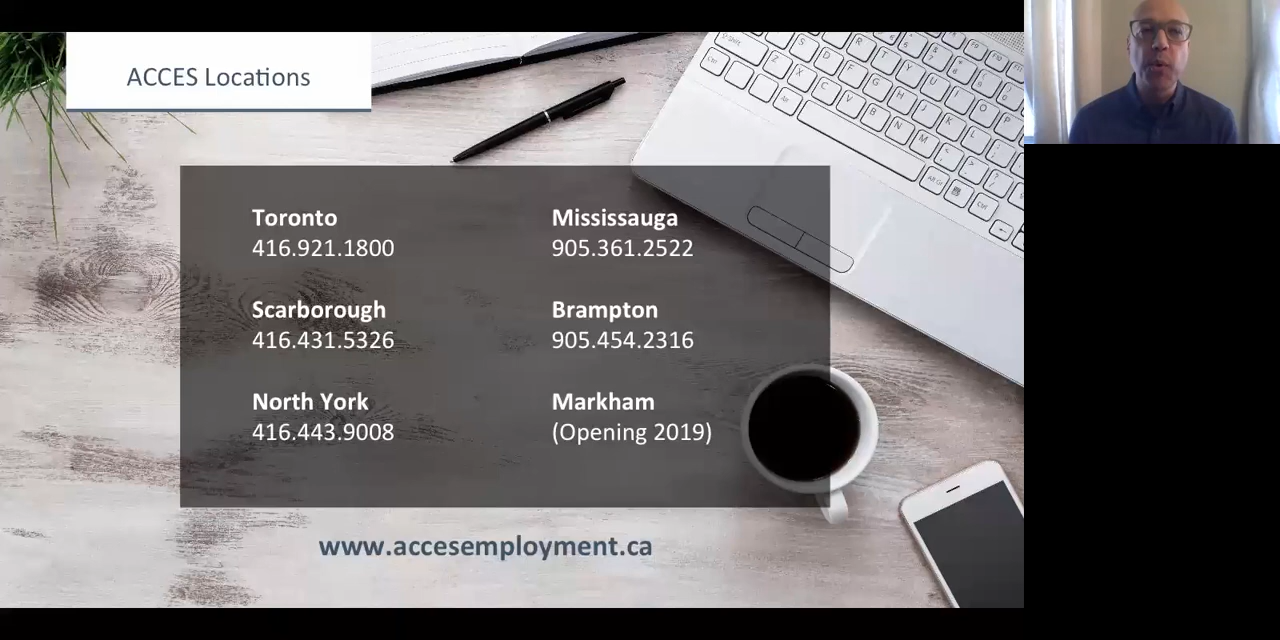 ACCES Locations
Toronto
416.921.1800
Scarborough
416.431.5326
North York
416.443.9008
Mississauga
905.361.2522
Brampton
905.454.2316
Markham
(Opening 2019)
www.accesemployment.ca